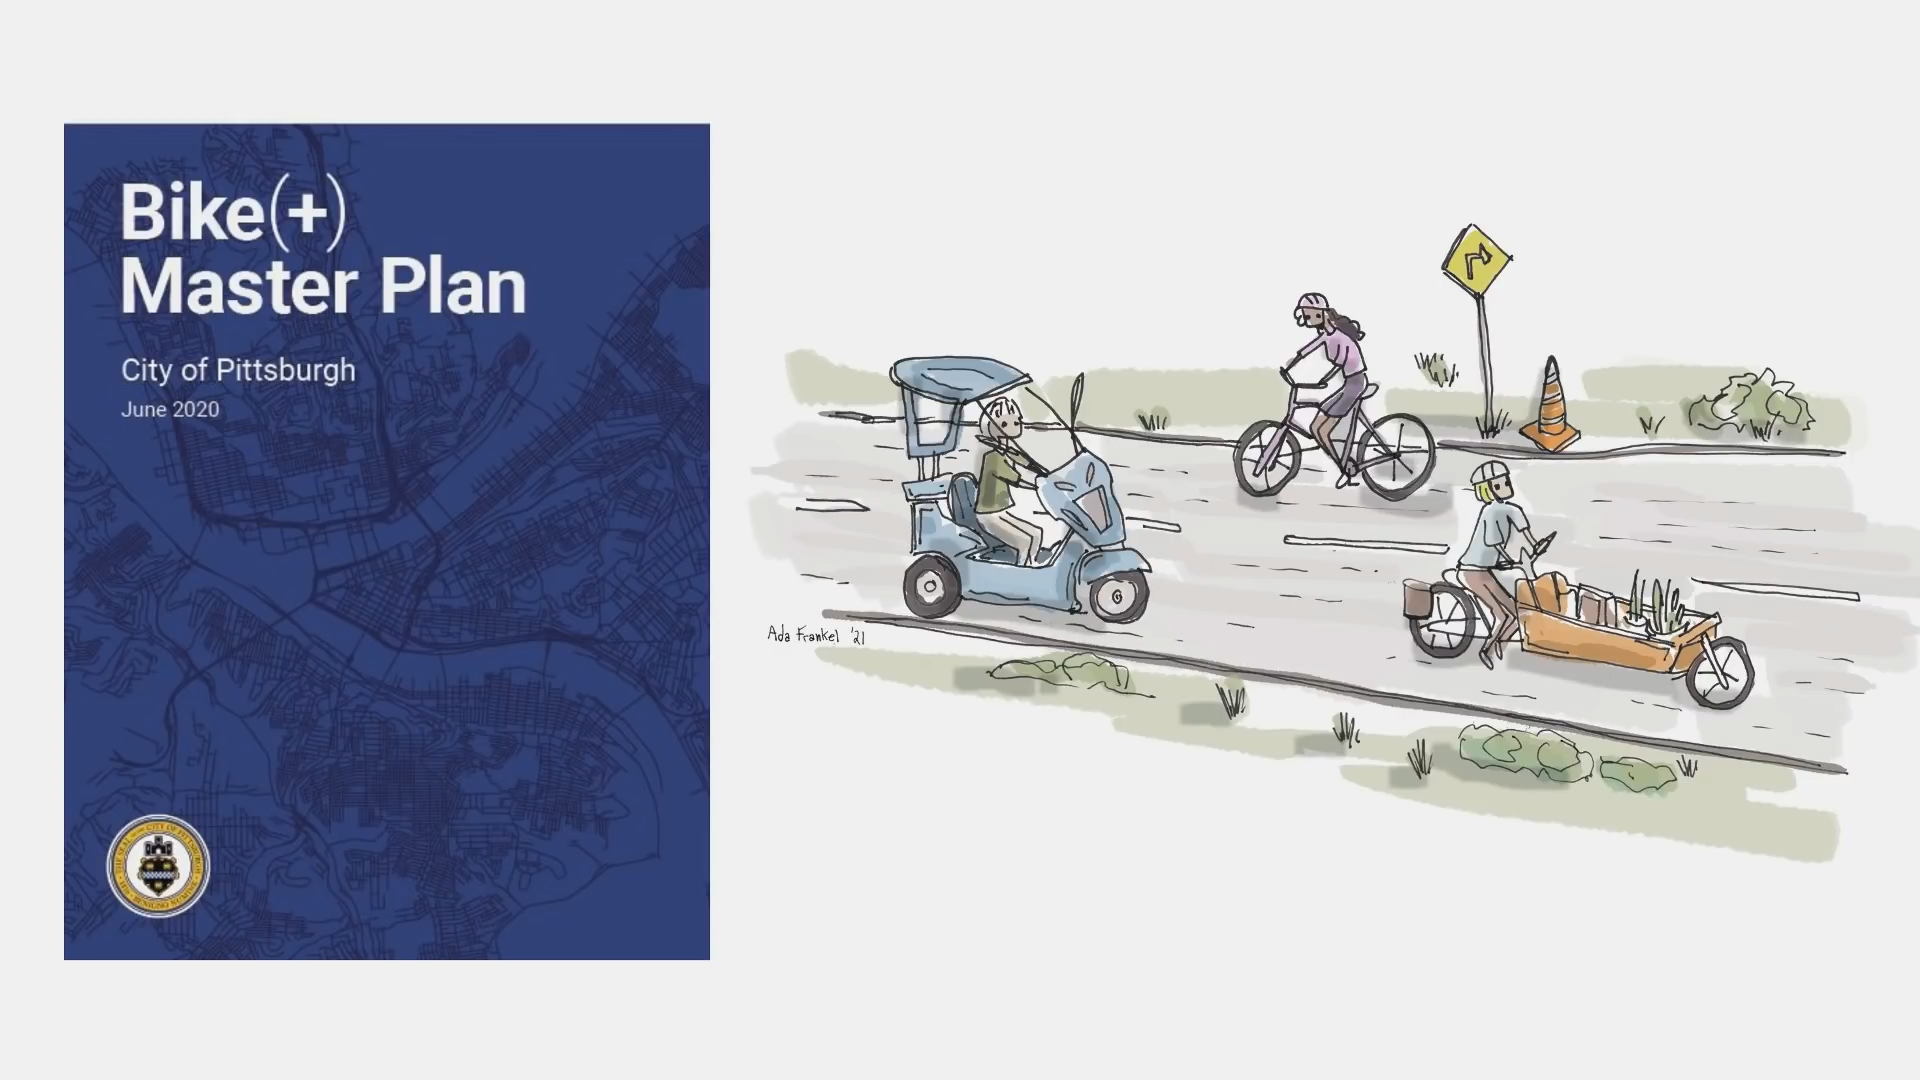 Bike(+)
Master Plan
City of Pittsburgh
June 2020
Ada Frankel '21